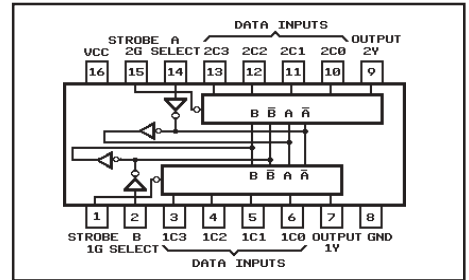 DATA INPUTS
STROBE A OUTPUT
VCC 2G SELECT 2C3 2C2 2C1 2C0 2Y
16 15 14 13 12 11 10 9
B B̅ A A̅
B B̅ A A̅
1 2 3 4 5 6 7 8
STROBE B 1C3 1C2 1C1 1C0 OUTPUT GND
1G SELECT 1Y
DATA INPUTS